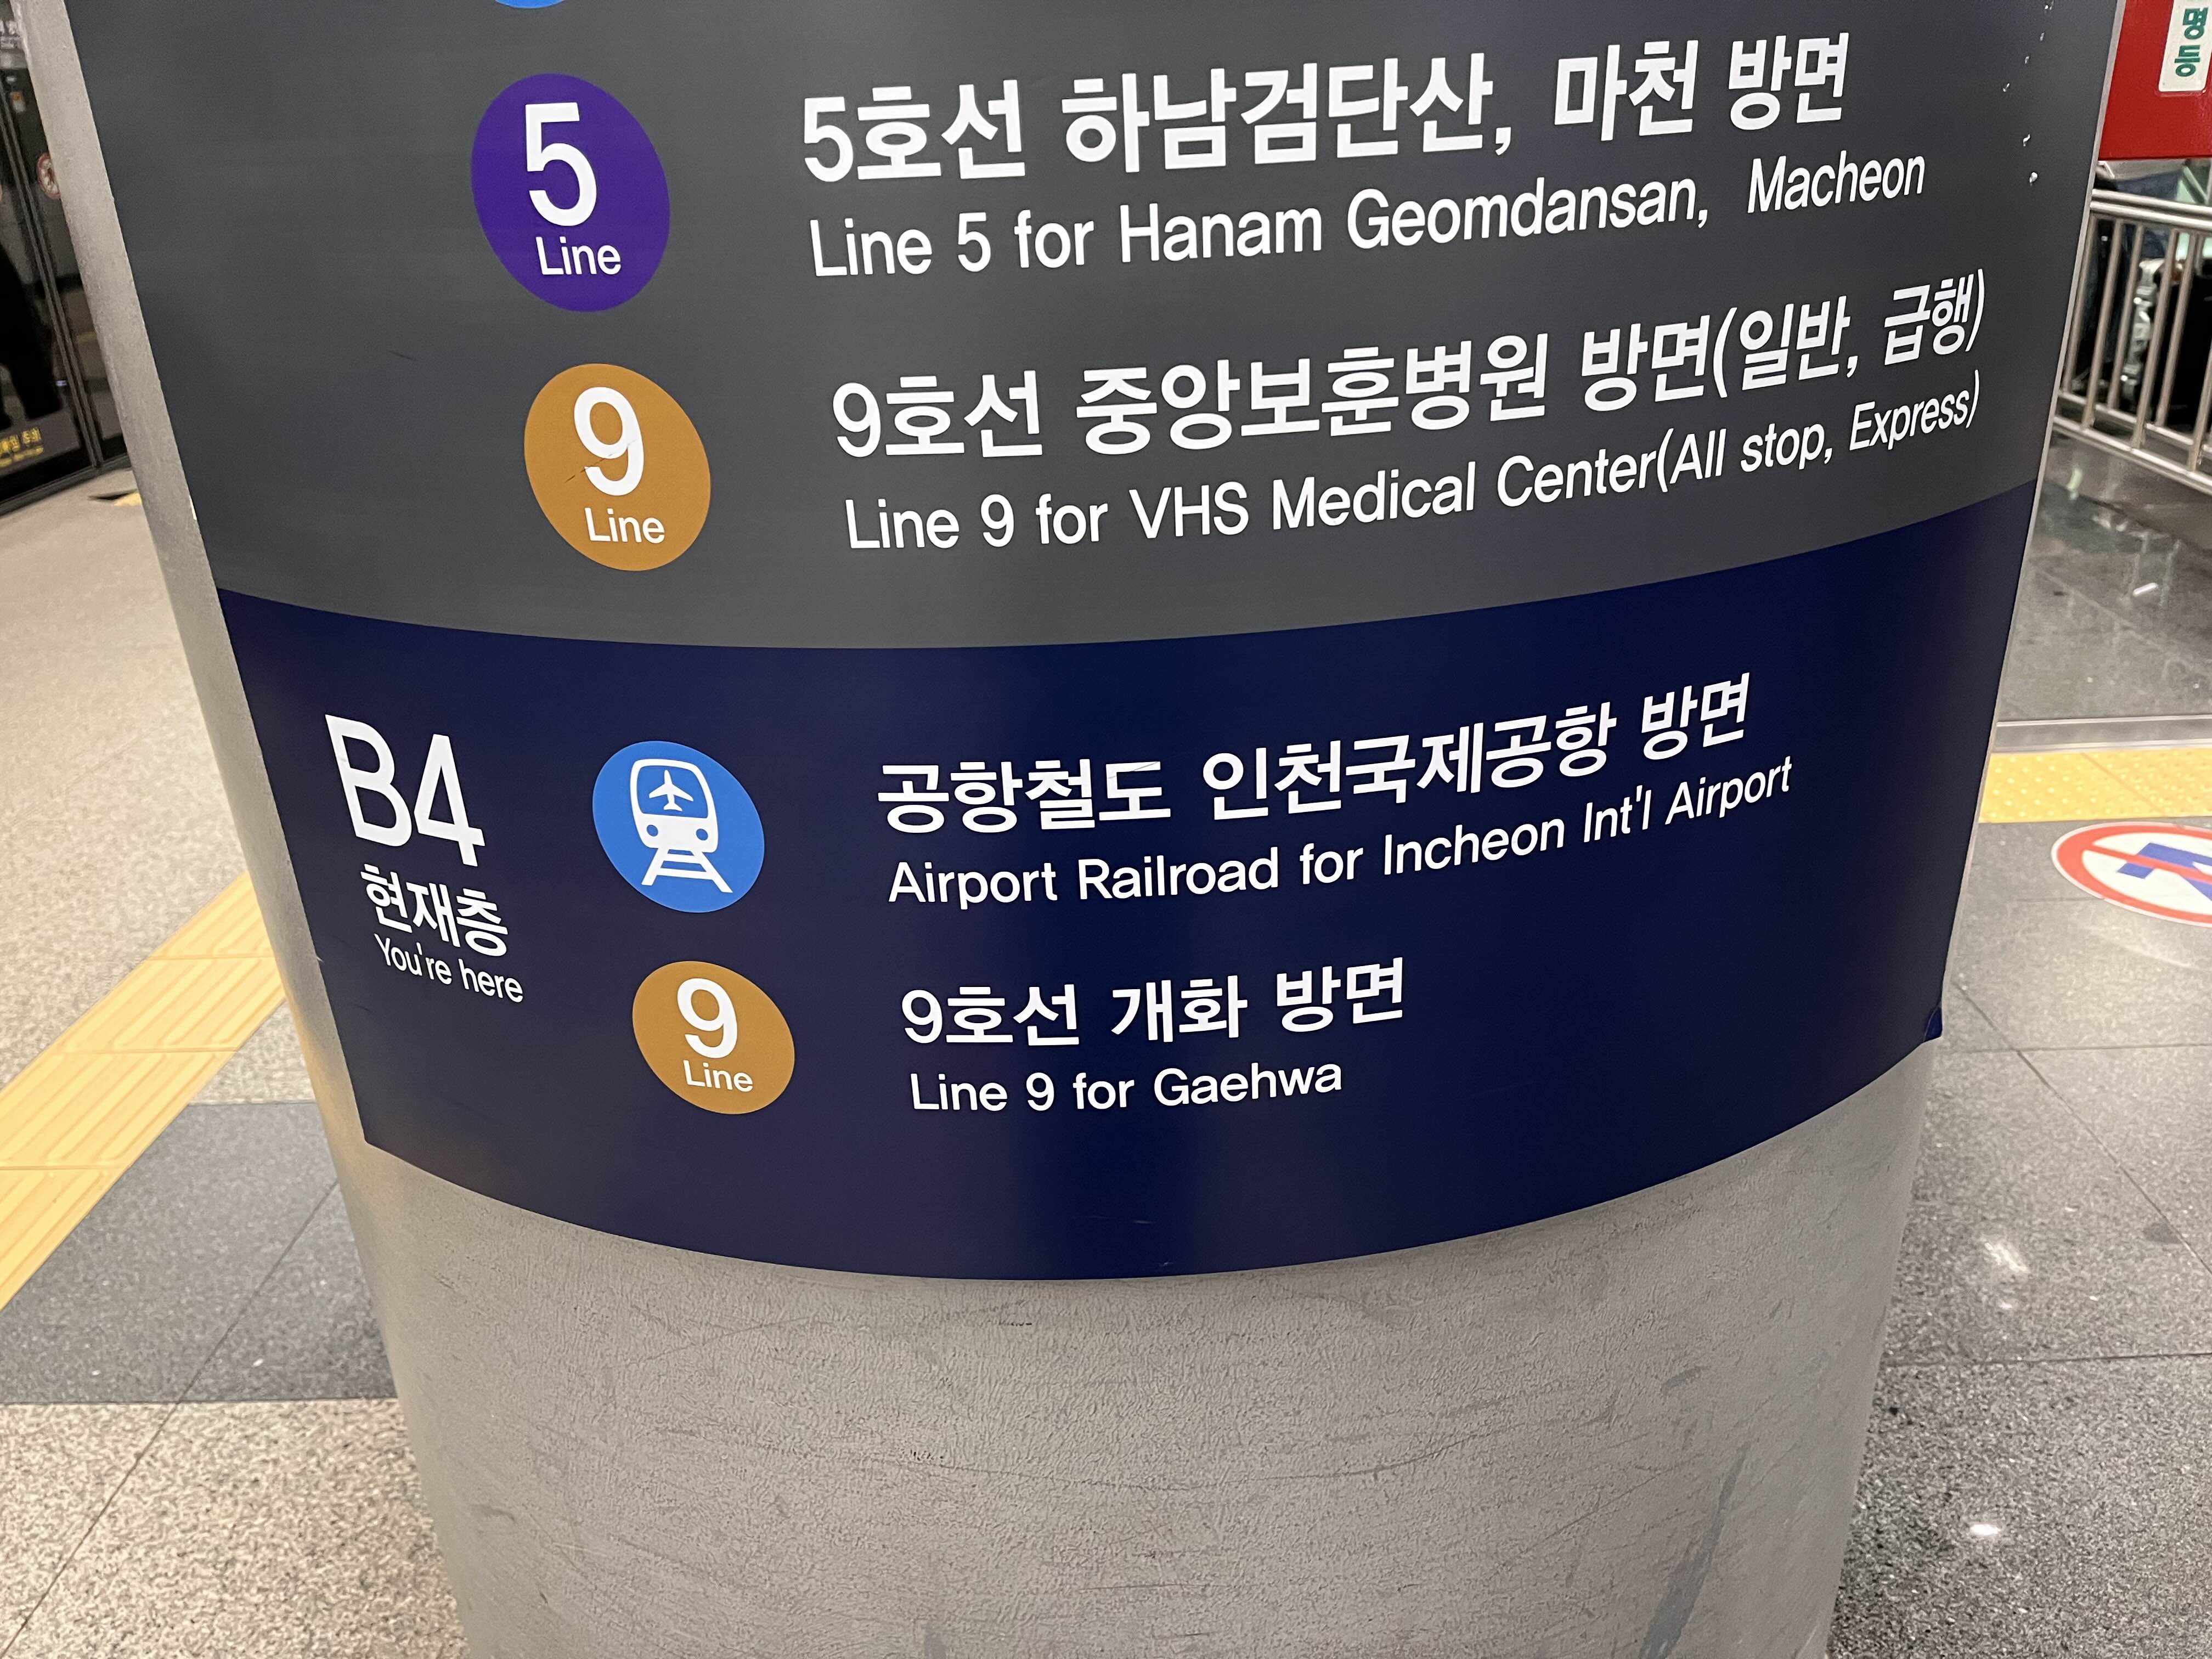 5
Line
5호선 하남검단산, 마천 방면
Line 5 for Hanam Geomdansan, Macheon
9
Line
9호선 중앙보훈병원 방면(일반, 급행)
Line 9 for VHS Medical Center(All stop, Express)
B4
현재층
You're here
공항철도 인천국제공항 방면
Airport Railroad for Incheon Int'l Airport
9
Line
9호선 개화 방면
Line 9 for Gaehwa